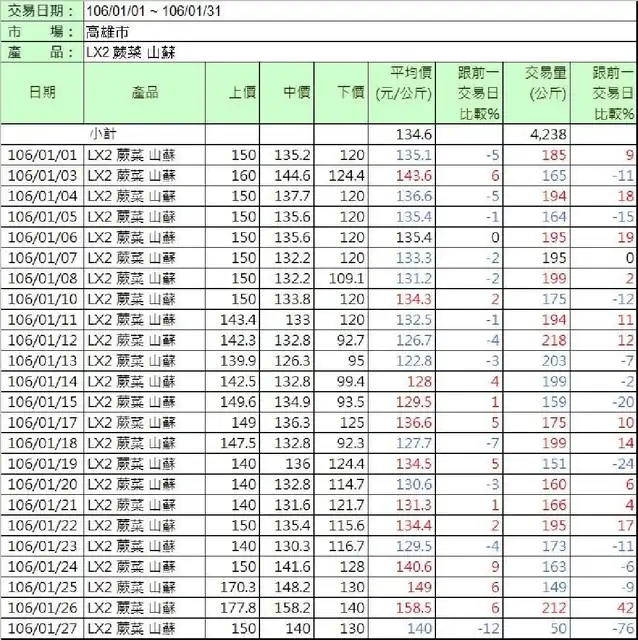 交易日期： 106/01/01 ~ 106/01/31
市 場： 高雄市
產 品： LX2 蕨菜 山蘇
日期 產品 上價 中價 下價 平均價 (元/公斤) 跟前一交易日比較% 交易量 (公斤) 跟前一交易日比較%
小計 134.6 4,238
106/01/01 LX2 蕨菜 山蘇 150 135.2 120 135.1 -5 185 9
106/01/03 LX2 蕨菜 山蘇 160 144.6 124.4 143.6 6 165 -11
106/01/04 LX2 蕨菜 山蘇 150 137.7 120 136.6 -5 194 18
106/01/05 LX2 蕨菜 山蘇 150 135.6 120 135.4 -1 164 -15
106/01/06 LX2 蕨菜 山蘇 150 135.6 120 135.4 0 195 19
106/01/07 LX2 蕨菜 山蘇 150 132.2 120 133.3 -2 195 0
106/01/08 LX2 蕨菜 山蘇 150 132.2 109.1 131.2 -2 199 2
106/01/10 LX2 蕨菜 山蘇 150 133.8 120 134.3 2 175 -12
106/01/11 LX2 蕨菜 山蘇 143.4 133 120 132.5 -1 194 11
106/01/12 LX2 蕨菜 山蘇 142.3 132.8 92.7 126.7 -4 218 12
106/01/13 LX2 蕨菜 山蘇 139.9 126.3 95 122.8 -3 203 -7
106/01/14 LX2 蕨菜 山蘇 142.5 132.8 99.4 128 4 199 -2
106/01/15 LX2 蕨菜 山蘇 149.6 134.9 93.5 129.5 1 159 -20
106/01/17 LX2 蕨菜 山蘇 149 136.3 125 136.6 5 175 10
106/01/18 LX2 蕨菜 山蘇 147.5 132.8 92.3 127.7 -7 199 14
106/01/19 LX2 蕨菜 山蘇 140 136 124.4 134.5 5 151 -24
106/01/20 LX2 蕨菜 山蘇 140 132.8 114.7 130.6 -3 160 6
106/01/21 LX2 蕨菜 山蘇 140 131.6 121.7 131.3 1 166 4
106/01/22 LX2 蕨菜 山蘇 150 135.4 115.6 134.4 2 195 17
106/01/23 LX2 蕨菜 山蘇 140 130.3 116.7 129.5 -4 173 -11
106/01/24 LX2 蕨菜 山蘇 150 141.6 128 140.6 9 163 -6
106/01/25 LX2 蕨菜 山蘇 170.3 148.2 130 149 6 149 -9
106/01/26 LX2 蕨菜 山蘇 177.8 158.2 140 158.5 6 212 42
106/01/27 LX2 蕨菜 山蘇 150 140 130 140 -12 50 -76